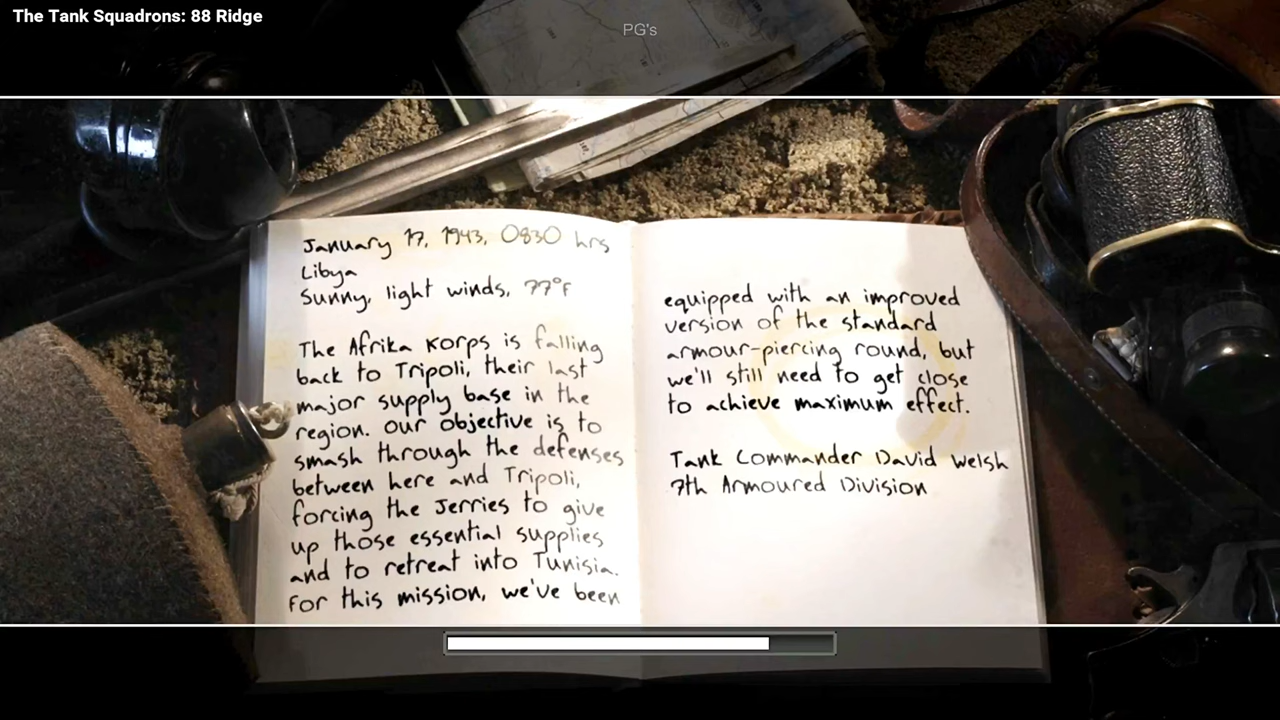 The Tank Squadrons: 88 Ridge
PG's
January 17, 1943, 0830 hrs
Libya
Sunny, light winds, 77°F
The Afrika Korps is falling
back to Tripoli, their last
major supply base in the
region. Our objective is to
smash through the defenses
between here and Tripoli,
forcing the Jerries to give
up those essential supplies
and to retreat into Tunisia.
For this mission, we've been
equipped with an improved
version of the standard
armour-piercing round, but
we'll still need to get close
to achieve maximum effect.
Tank Commander David Welsh
7th Armoured Division